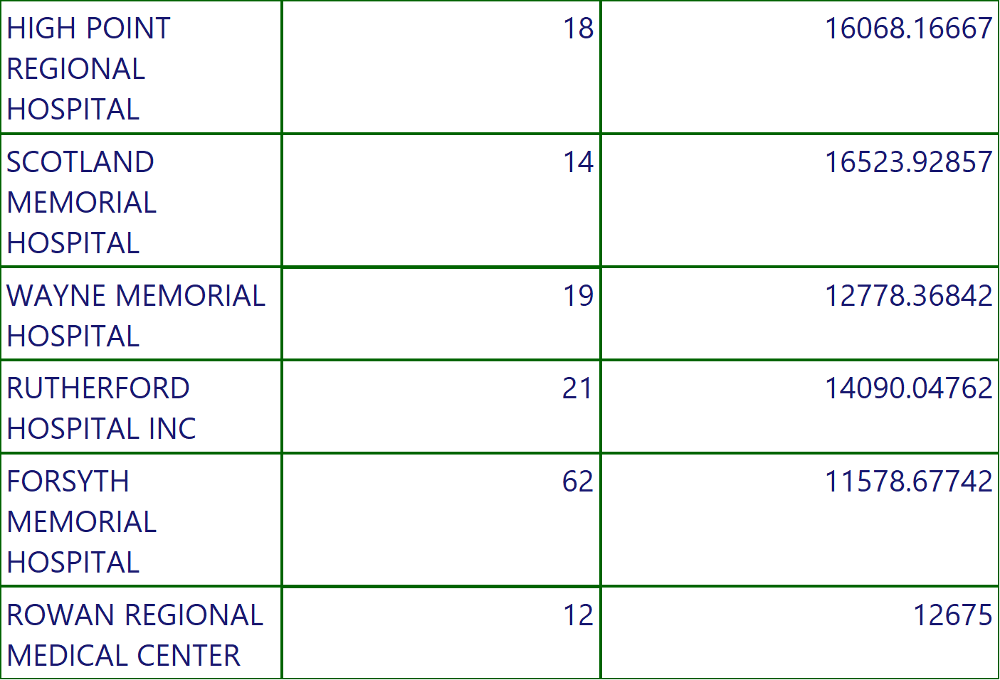 HIGH POINT 18 16068.16667
REGIONAL
HOSPITAL
SCOTLAND 14 16523.92857
MEMORIAL
HOSPITAL
WAYNE MEMORIAL 19 12778.36842
HOSPITAL
RUTHERFORD 21 14090.04762
HOSPITAL INC
FORSYTH 62 11578.67742
MEMORIAL
HOSPITAL
ROWAN REGIONAL 12 12675
MEDICAL CENTER